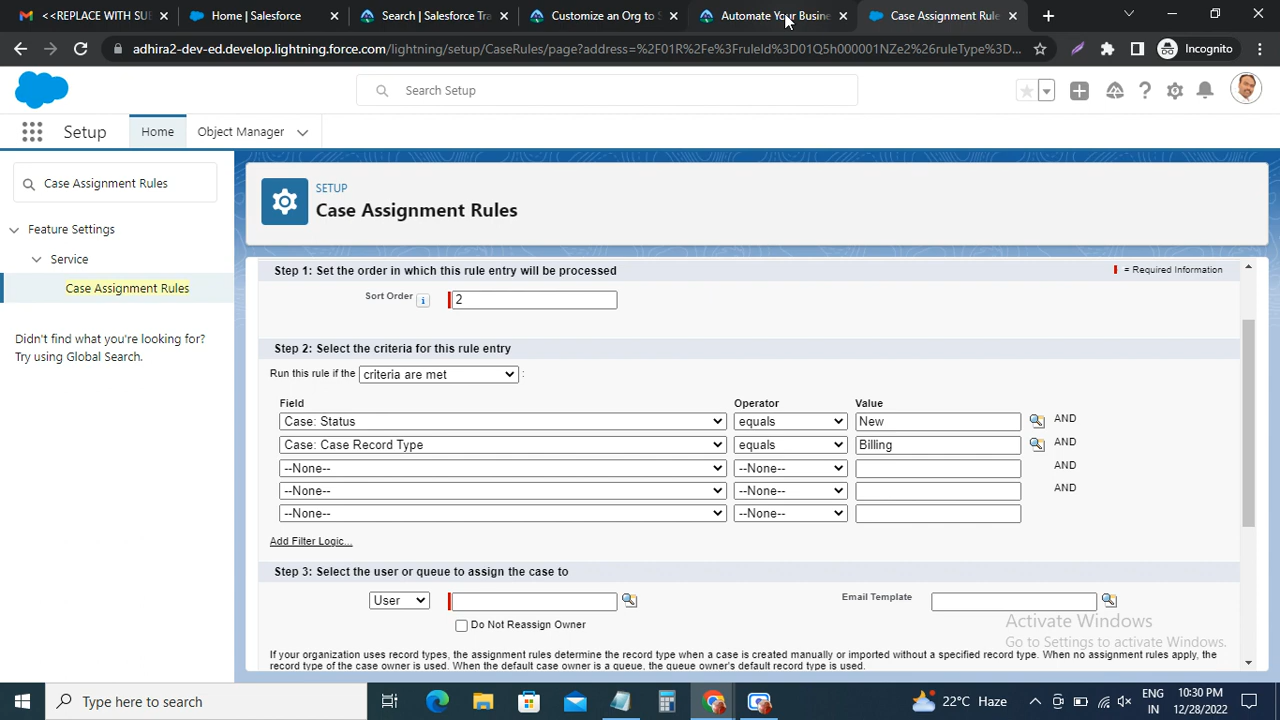 <<REPLACE WITH SUB
Home | Salesforce
Search | Salesforce Tra
Customize an Org to S
Automate Your Busine
Case Assignment Rule
adhira2-dev-ed.develop.lightning.force.com/lightning/setup/CaseRules/page?address=%2F01R%2Fe%3FruleId%3D01Q5h000001NZe2%26ruleType%3D...
Incognito
Search Setup
Setup
Home
Object Manager
Case Assignment Rules
Feature Settings
Service
Case Assignment Rules
Didn't find what you're looking for?
Try using Global Search.
SETUP
Case Assignment Rules
Step 1: Set the order in which this rule entry will be processed
= Required Information
Sort Order
i
2
Step 2: Select the criteria for this rule entry
Run this rule if the criteria are met :
Field Operator Value
Case: Status equals New AND
Case: Case Record Type equals Billing AND
--None-- --None-- AND
--None-- --None-- AND
--None-- --None--
Add Filter Logic...
Step 3: Select the user or queue to assign the case to
User
Email Template
Do Not Reassign Owner
Activate Windows
Go to Settings to activate Windows.
If your organization uses record types, the assignment rules determine the record type when a case is created manually or imported without a specified record type. When no assignment rules apply, the
record type of the case owner is used. When the default case owner is a queue, the queue owner's default record type is used.
Type here to search
22°C Haze
ENG
IN
10:30 PM
12/28/2022